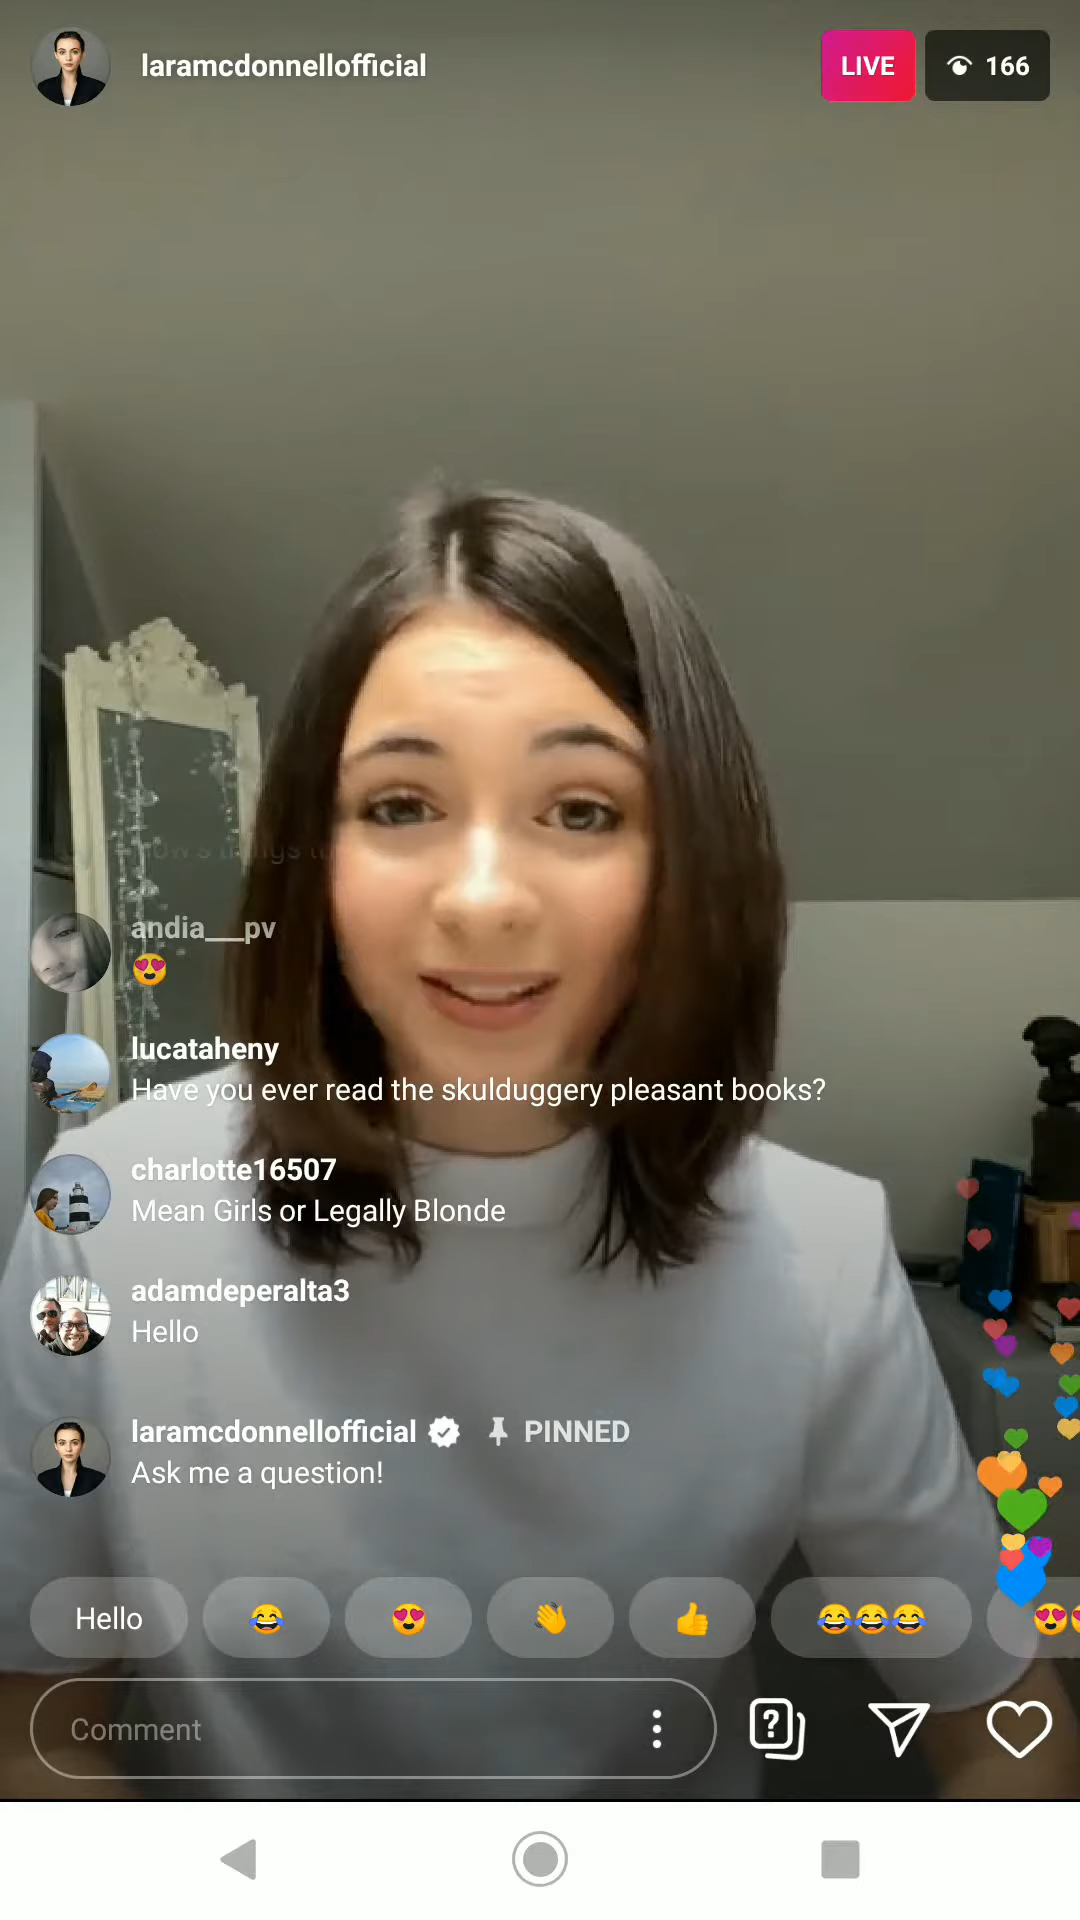 laramcdonnellofficial
LIVE
166
andia___pv
😍
lucataheny
Have you ever read the skulduggery pleasant books?
charlotte16507
Mean Girls or Legally Blonde
adamdeperalta3
Hello
laramcdonnellofficial PINNED
Ask me a question!
Hello 😂 😍 👋 👍 😂😂😂 😍
Comment